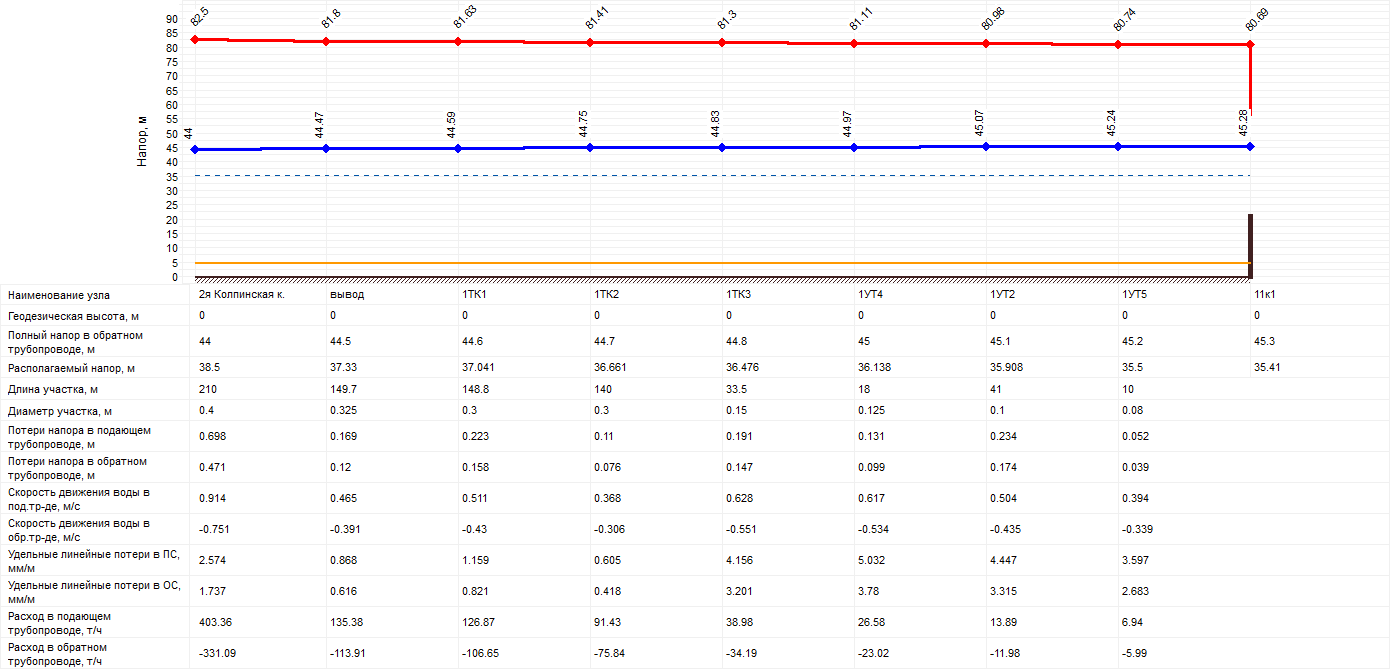 82.5 81.8 81.63 81.41 81.3 81.11 80.98 80.74 80.69
90
85
80
75
70
65
60
55
50
45
40
35
30
25
20
15
10
5
0
Напор, м
44 44.47 44.59 44.75 44.83 44.97 45.07 45.24 45.28
Наименование узла 2я Колпинская к. вывод 1ТК1 1ТК2 1ТК3 1УТ4 1УТ2 1УТ5 11к1
Геодезическая высота, м 0 0 0 0 0 0 0 0 0
Полный напор в обратном
трубопроводе, м 44 44.5 44.6 44.7 44.8 45 45.1 45.2 45.3
Располагаемый напор, м 38.5 37.33 37.041 36.661 36.476 36.138 35.908 35.5 35.41
Длина участка, м 210 149.7 148.8 140 33.5 18 41 10
Диаметр участка, м 0.4 0.325 0.3 0.3 0.15 0.125 0.1 0.08
Потери напора в подающем
трубопроводе, м 0.698 0.169 0.223 0.11 0.191 0.131 0.234 0.052
Потери напора в обратном
трубопроводе, м 0.471 0.12 0.158 0.076 0.147 0.099 0.174 0.039
Скорость движения воды в
под.тр-де, м/с 0.914 0.465 0.511 0.368 0.628 0.617 0.504 0.394
Скорость движения воды в
обр.тр-де, м/с -0.751 -0.391 -0.43 -0.306 -0.551 -0.534 -0.435 -0.339
Удельные линейные потери в ПС,
мм/м 2.574 0.868 1.159 0.605 4.156 5.032 4.447 3.597
Удельные линейные потери в ОС,
мм/м 1.737 0.616 0.821 0.418 3.201 3.78 3.315 2.683
Расход в подающем
трубопроводе, т/ч 403.36 135.38 126.87 91.43 38.98 26.58 13.89 6.94
Расход в обратном
трубопроводе, т/ч -331.09 -113.91 -106.65 -75.84 -34.19 -23.02 -11.98 -5.99